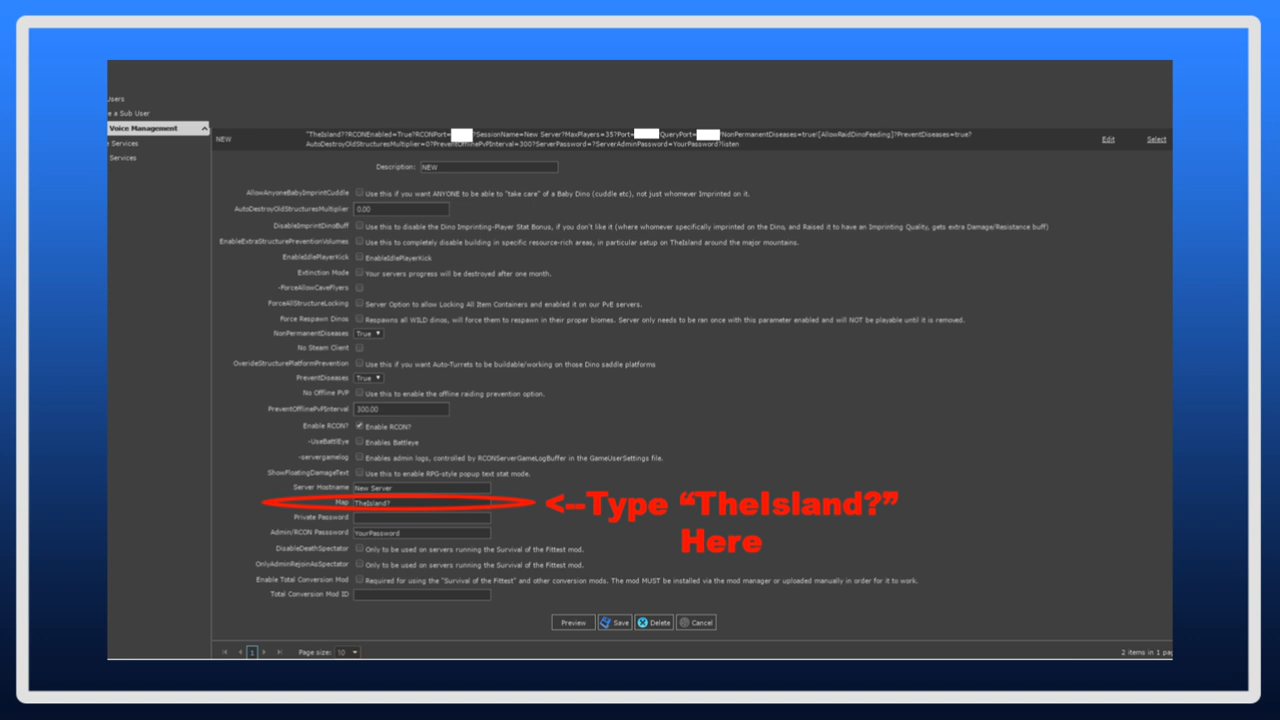 users
e a Sub User
Voice Management
Services
Services
NEW
"TheIsland??RCONEnabled=True?RCONPort= ?SessionName=New Server?MaxPlayers=35?Port= QueryPort= ?NonPermanentDiseases=true![AllowRaidDinoFeeding]?PreventDiseases=true?
AutoDestroyOldStructuresMultiplier=0?PreventOfflinePvPInterval=300?ServerPassword=?ServerAdminPassword=YourPassword?listen
Edit Select
Description: NEW
AllowAnyoneBabyImprintCuddle Use this if you want ANYONE to be able to "take care" of a Baby Dino (cuddle etc), not just whomever Imprinted on it.
AutoDestroyOldStructuresMultiplier 0.00
DisableImprintDinoBuff Use this to disable the Dino Imprinting-Player Stat Bonus, if you don't like it (where whomever specifically imprinted on the Dino, and Raised it to have an Imprinting Quality, gets extra Damage/Resistance buff)
EnableExtraStructurePreventionVolumes Use this to completely disable building in specific resource-rich areas, in particular setup on TheIsland around the major mountains.
EnableIdlePlayerKick EnableIdlePlayerKick
Extinction Mode Your servers progress will be destroyed after one month.
-ForceAllowCaveFlyers
ForceAllStructureLocking Server Option to allow Locking All Item Containers and enabled it on our PvE servers.
Force Respawn Dinos Respawns all WILD dinos, will force them to respawn in their proper biomes. Server only needs to be ran once with this parameter enabled and will NOT be playable until it is removed.
NonPermanentDiseases True
No Steam Client
OverideStructurePlatformPrevention Use this if you want Auto-Turrets to be buildable/working on those Dino saddle platforms
PreventDiseases True
No Offline PVP Use this to enable the offline raiding prevention option.
PreventOfflinePvPInterval 300.00
Enable RCON? Enable RCON?
-UseBattlEye Enables Battleye
-servergamelog Enables admin logs, controlled by RCONServerGameLogBuffer in the GameUserSettings file.
ShowFloatingDamageText Use this to enable RPG-style popup text stat mode.
Server Hostname New Server
Map TheIsland?
<--Type “TheIsland?”
Here
Private Password
Admin/RCON Passsword YourPassword
DisableDeathSpectator Only to be used on servers running the Survival of the Fittest mod.
OnlyAdminRejoinAsSpectator Only to be used on servers running the Survival of the Fittest mod.
Enable Total Conversion Mod Required for using the "Survival of the Fittest" and other conversion mods. The mod MUST be installed via the mod manager or uploaded manually in order for it to work.
Total Conversion Mod ID
Preview Save Delete Cancel
1 Page size: 10 2 items in 1 pag